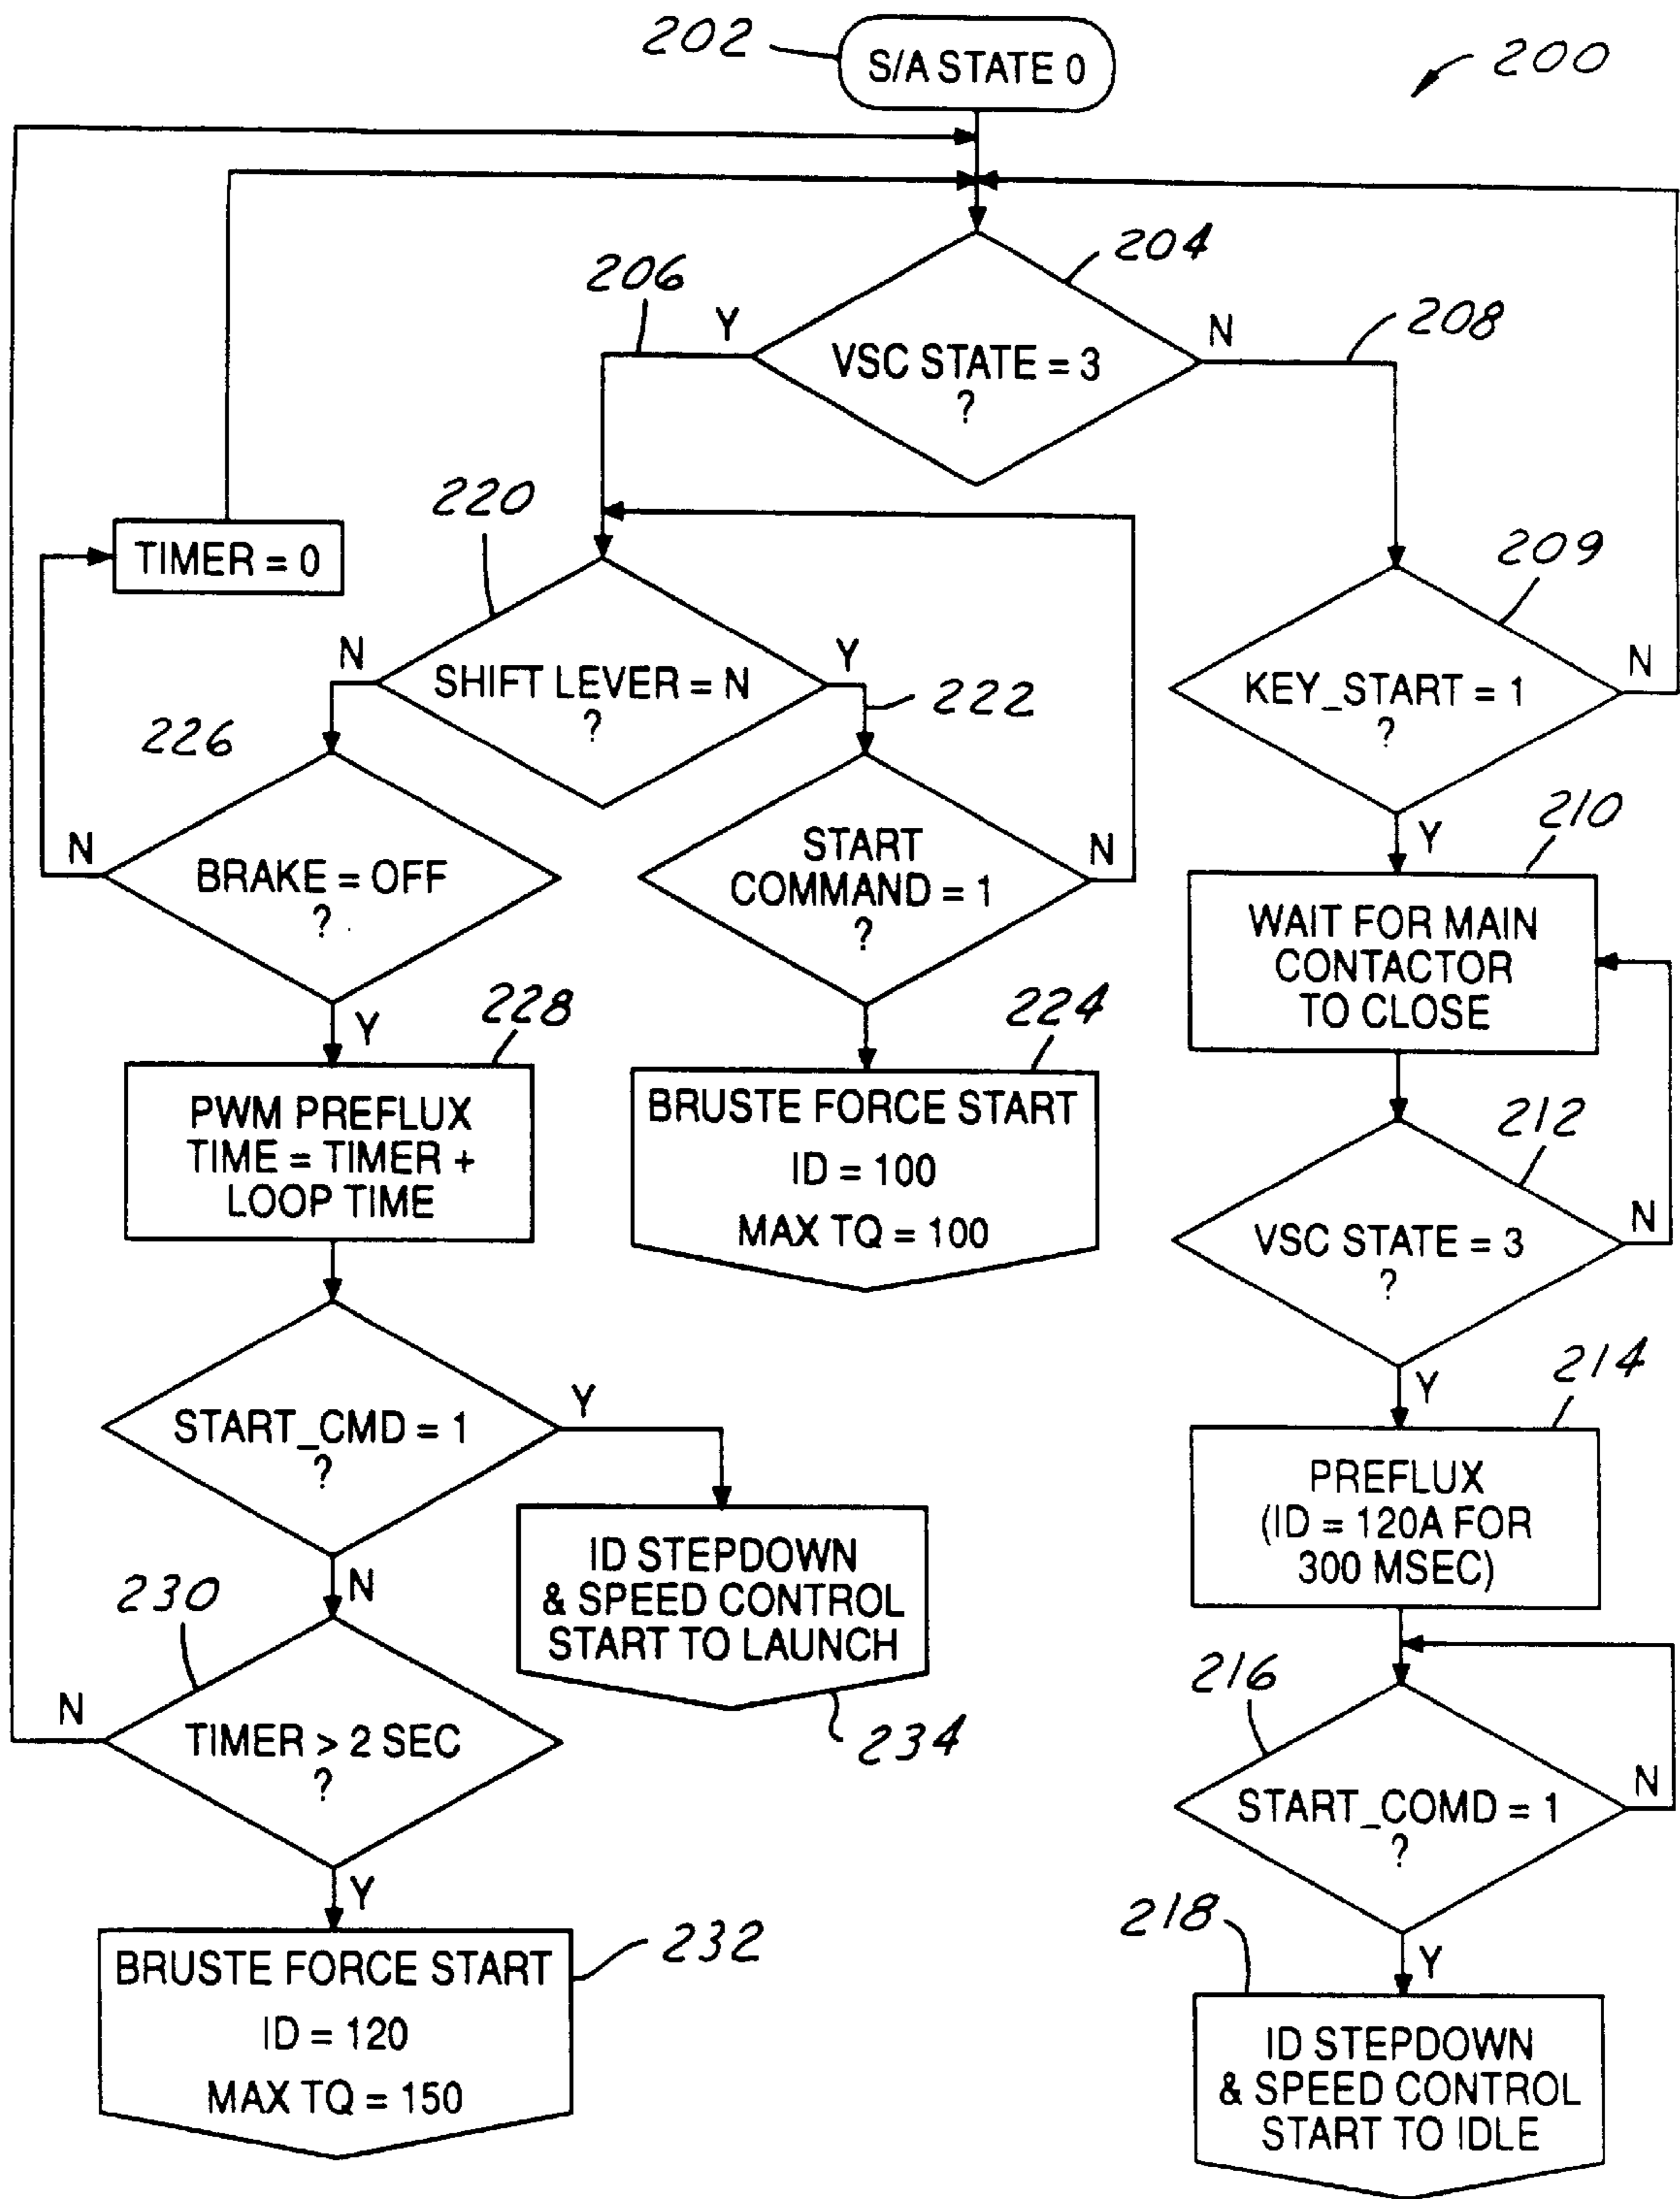 202
S/A STATE 0
200
204
206
Y
N
208
VSC STATE = 3
?
220
209
TIMER = 0
N
Y
SHIFT LEVER = N
?
222
KEY_START = 1
?
N
226
210
Y
N
BRAKE = OFF
?
START
COMMAND = 1
?
N
WAIT FOR MAIN
CONTACTOR
TO CLOSE
Y
228
224
PWM PREFLUX
TIME = TIMER +
LOOP TIME
BRUSTE FORCE START
ID = 100
MAX TQ = 100
212
VSC STATE = 3
?
N
Y
214
START_CMD = 1
?
Y
PREFLUX
(ID = 120A FOR
300 MSEC)
N
ID STEPDOWN
& SPEED CONTROL
START TO LAUNCH
234
230
N
TIMER > 2 SEC
?
216
START_COMD = 1
?
N
Y
232
BRUSTE FORCE START
ID = 120
MAX TQ = 150
218
Y
ID STEPDOWN
& SPEED CONTROL
START TO IDLE